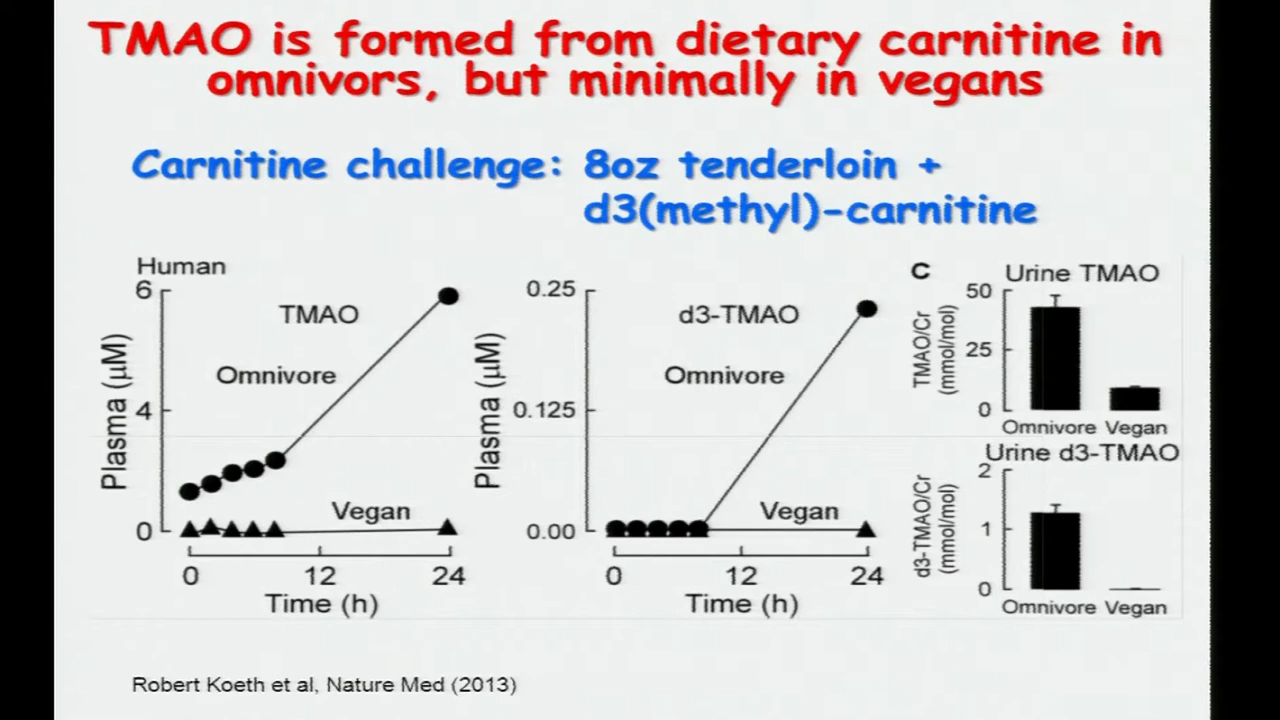 TMAO is formed from dietary carnitine in
omnivors, but minimally in vegans
Carnitine challenge: 8oz tenderloin +
d3(methyl)-carnitine
Human
6
4
0
Plasma (µM)
TMAO
Omnivore
Vegan
0 12 24
Time (h)
0.25
0.125
0.00
Plasma (µM)
d3-TMAO
Omnivore
Vegan
0 12 24
Time (h)
C
Urine TMAO
50
25
0
TMAO/Cr
(mmol/mol)
Omnivore Vegan
Urine d3-TMAO
2
1
0
d3-TMAO/Cr
(mmol/mol)
Omnivore Vegan
Robert Koeth et al, Nature Med (2013)